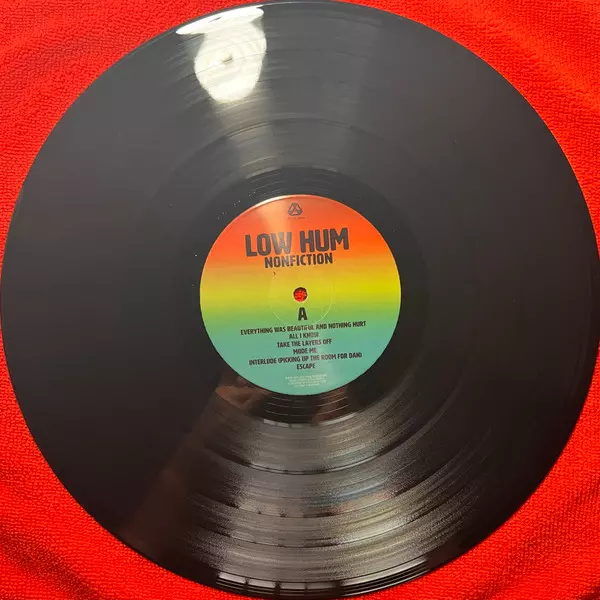 LOW HUM
NONFICTION
A
EVERYTHING WAS BEAUTIFUL AND NOTHING HURT
ALL I KNOW
TAKE THE LAYERS OFF
MODE ME
INTERLUDE (PICKING UP THE ROOM FOR DAN)
ESCAPE